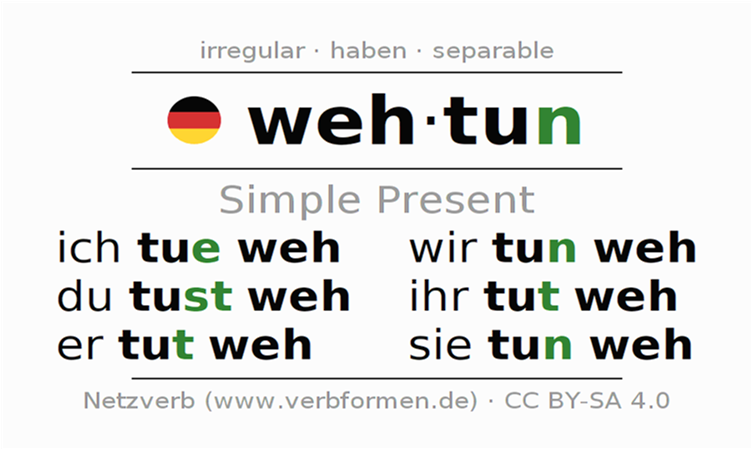 irregular · haben · separable
weh·tun
Simple Present
ich tue weh
du tust weh
er tut weh
wir tun weh
ihr tut weh
sie tun weh
Netzverb (www.verbformen.de) · CC BY-SA 4.0